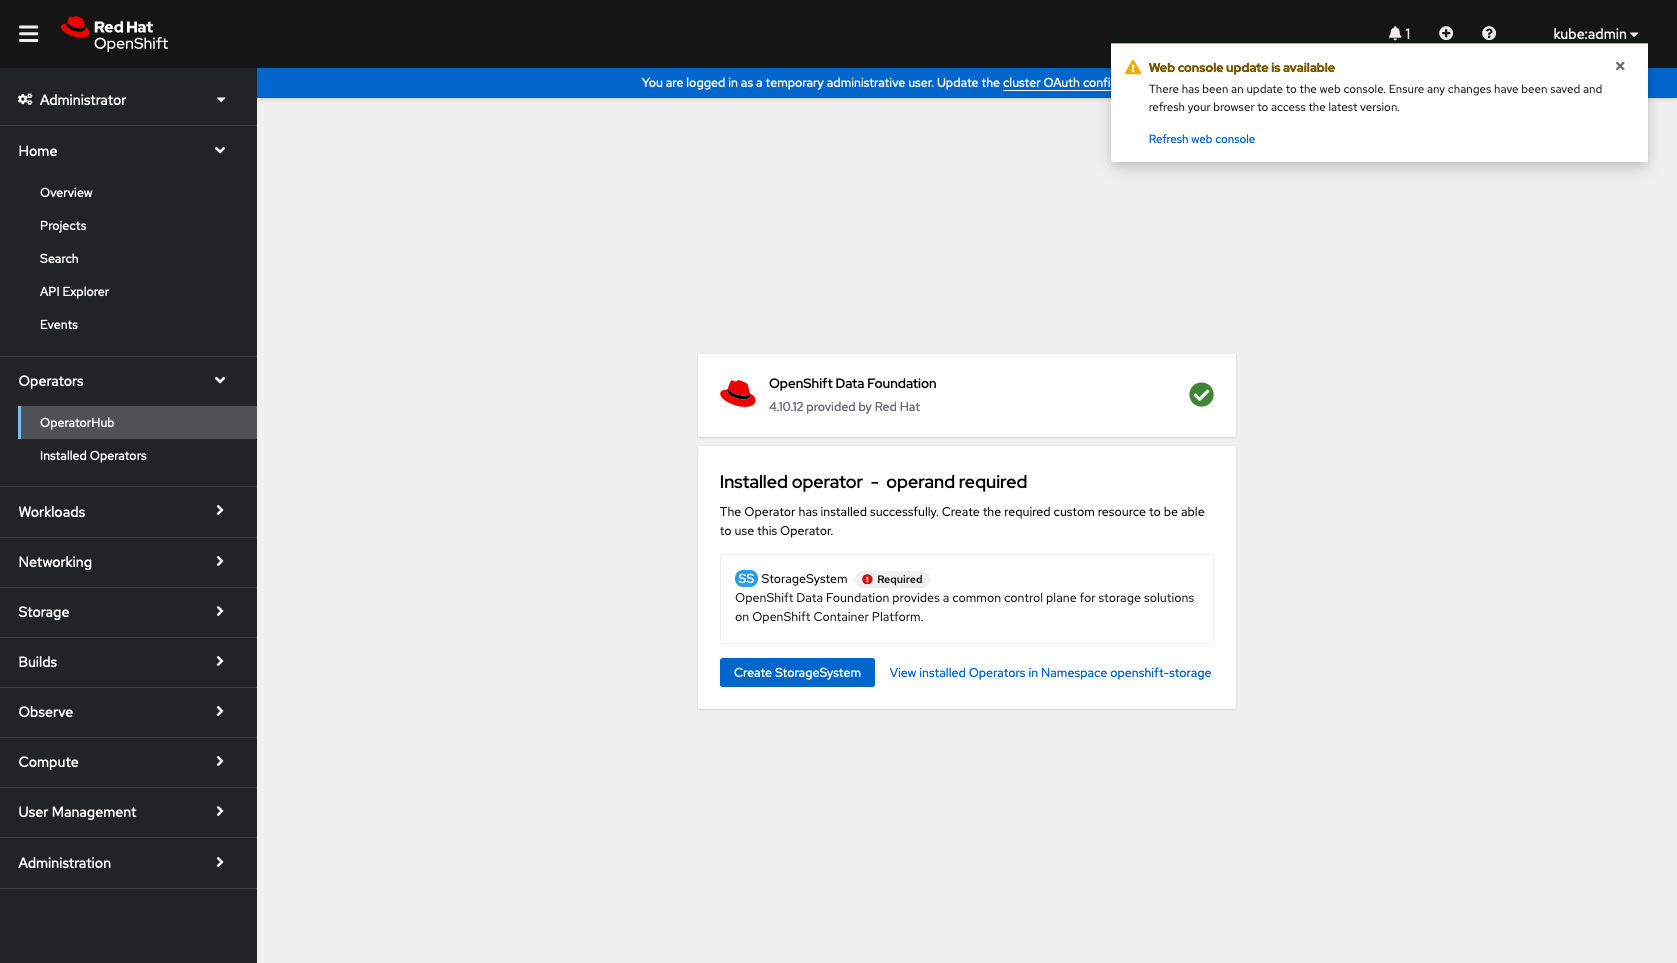 Red Hat
OpenShift
1
kube:admin
You are logged in as a temporary administrative user. Update the cluster OAuth confi
Web console update is available
There has been an update to the web console. Ensure any changes have been saved and
refresh your browser to access the latest version.
Refresh web console
Administrator
Home
Overview
Projects
Search
API Explorer
Events
Operators
OperatorHub
Installed Operators
Workloads
Networking
Storage
Builds
Observe
Compute
User Management
Administration
OpenShift Data Foundation
4.10.12 provided by Red Hat
Installed operator - operand required
The Operator has installed successfully. Create the required custom resource to be able
to use this Operator.
SS StorageSystem Required
OpenShift Data Foundation provides a common control plane for storage solutions
on OpenShift Container Platform.
Create StorageSystem View installed Operators in Namespace openshift-storage